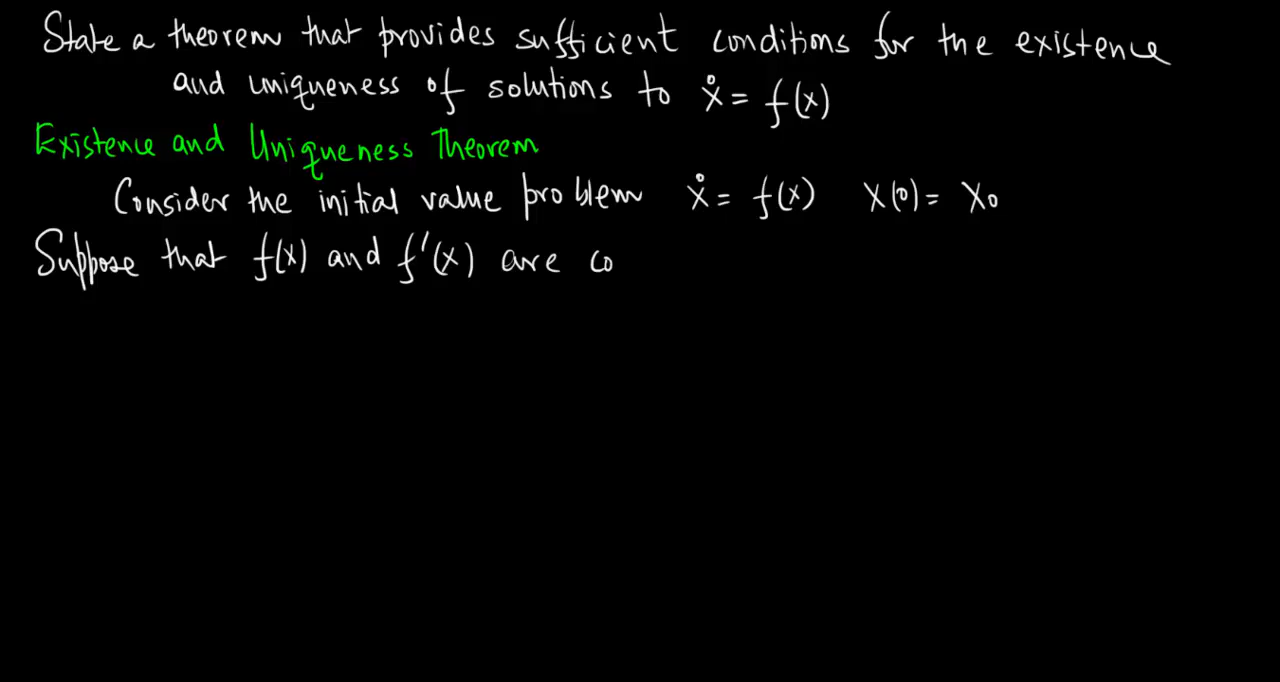 State a theorem that provides sufficient conditions for the existence
and uniqueness of solutions to ẋ = f(x)
Existence and Uniqueness Theorem
Consider the initial value problem ẋ = f(x) x(0) = x₀
Suppose that f(x) and f'(x) are co